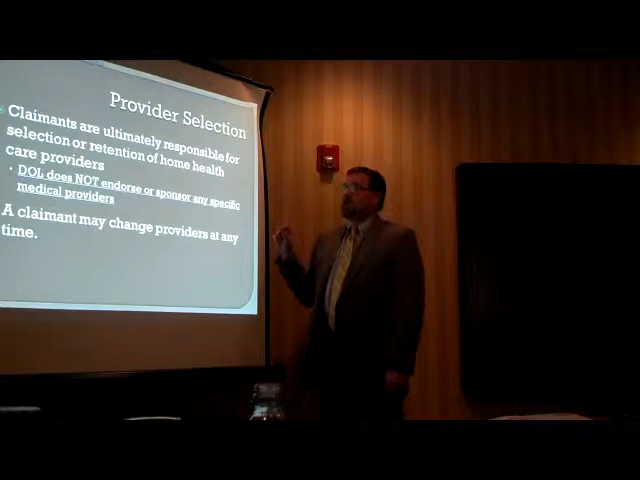 Provider Selection
Claimants are ultimately responsible for
selection or retention of home health
care providers
DOL does NOT endorse or sponsor any specific
medical providers
A claimant may change providers at any
time.